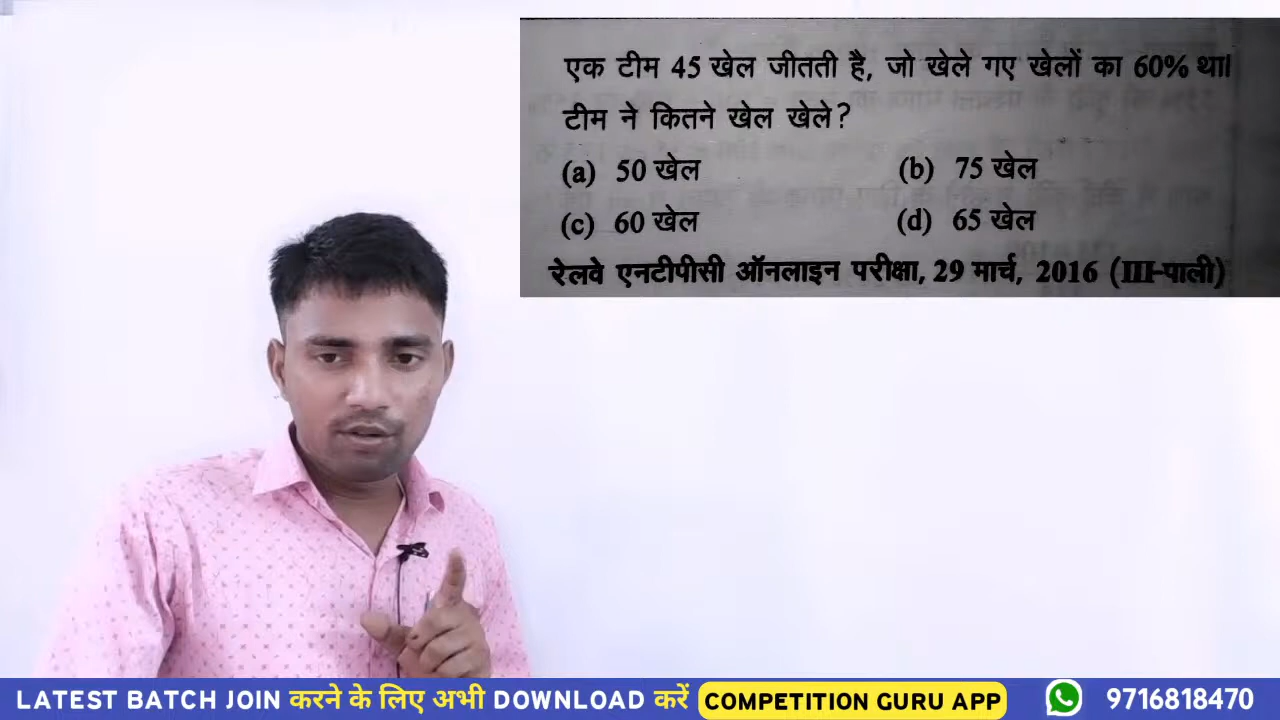 एक टीम 45 खेल जीतती है, जो खेले गए खेलों का 60% था।
टीम ने कितने खेल खेले?
(a) 50 खेल (b) 75 खेल
(c) 60 खेल (d) 65 खेल
रेलवे एनटीपीसी ऑनलाइन परीक्षा, 29 मार्च, 2016 (III-पाली)
LATEST BATCH JOIN करने के लिए अभी DOWNLOAD करें COMPETITION GURU APP 9716818470